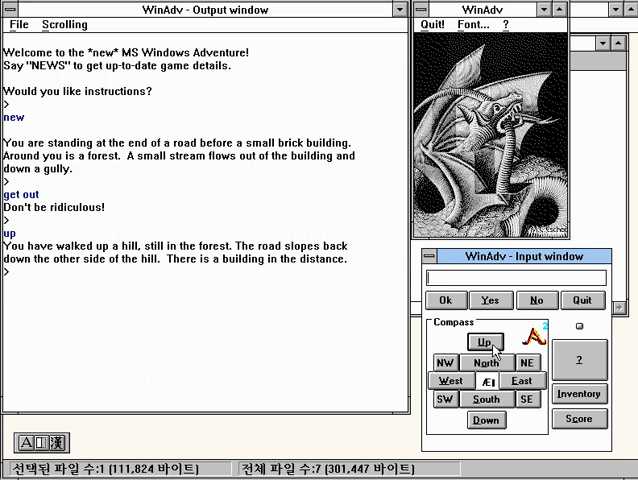 WinAdv - Output window
File Scrolling
Welcome to the *new* MS Windows Adventure!
Say "NEWS" to get up-to-date game details.
Would you like instructions?
>
new
You are standing at the end of a road before a small brick building.
Around you is a forest. A small stream flows out of the building and
down a gully.
>
get out
Don't be ridiculous!
>
up
You have walked up a hill, still in the forest. The road slopes back
down the other side of the hill. There is a building in the distance.
>
WinAdv
Quit! Font... ?
M.C. Escher
WinAdv - Input window
Ok Yes No Quit
Compass
Up
2
NW North NE
West Æl East
SW South SE
Down
?
Inventory
Score
A 漢
선택된 파일 수:1 (111,824 바이트) 전체 파일 수:7 (301,447 바이트)